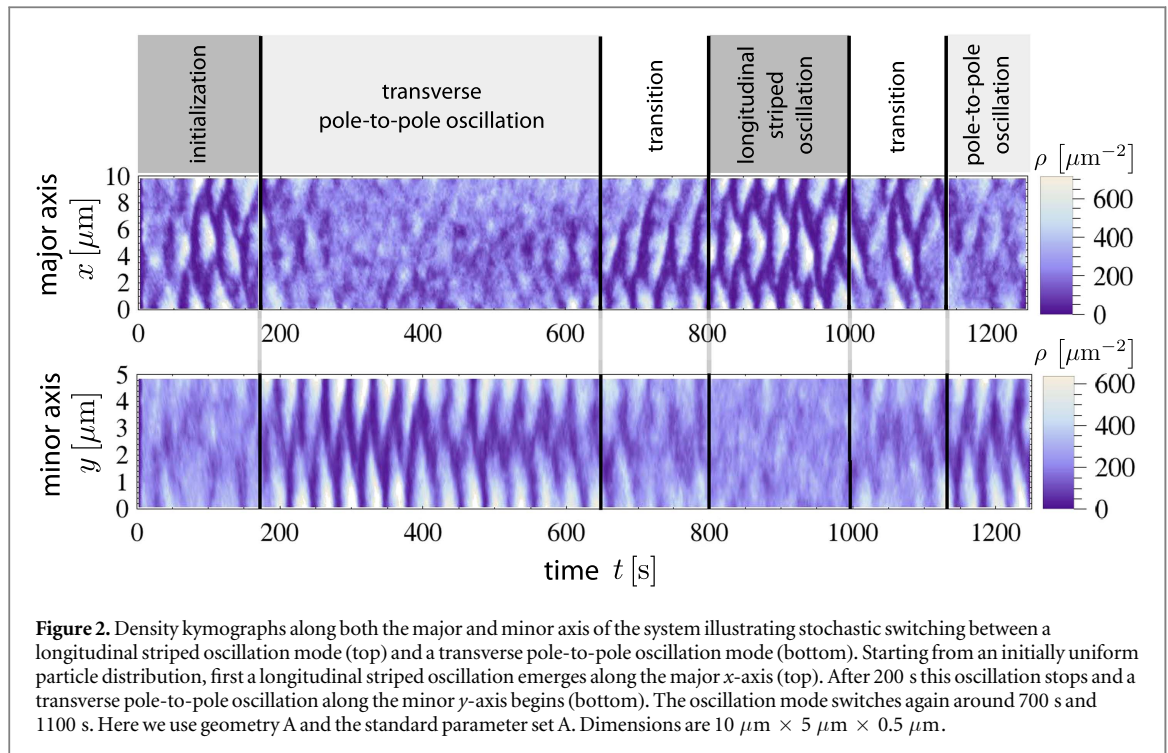 initialization
transverse
pole-to-pole oscillation
transition
longitudinal
striped
oscillation
transition
pole-to-pole
oscillation
ρ [μm⁻²]
major axis
x [μm]
10
8
6
4
2
0
600
400
200
0
0 200 400 600 800 1000 1200
ρ [μm⁻²]
minor axis
y [μm]
5
4
3
2
1
0
600
400
200
0
0 200 400 600 800 1000 1200
time t [s]
Figure 2. Density kymographs along both the major and minor axis of the system illustrating stochastic switching between a
longitudinal striped oscillation mode (top) and a transverse pole-to-pole oscillation mode (bottom). Starting from an initially uniform
particle distribution, first a longitudinal striped oscillation emerges along the major x-axis (top). After 200 s this oscillation stops and a
transverse pole-to-pole oscillation along the minor y-axis begins (bottom). The oscillation mode switches again around 700 s and
1100 s. Here we use geometry A and the standard parameter set A. Dimensions are 10 μm × 5 μm × 0.5 μm.